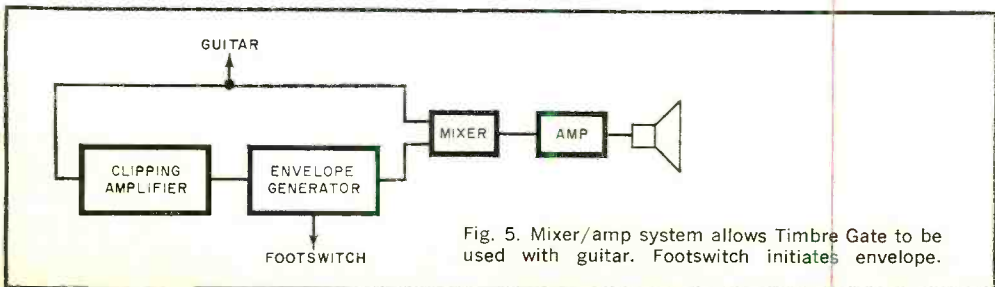 GUITAR
MIXER
AMP
CLIPPING
AMPLIFIER
ENVELOPE
GENERATOR
FOOTSWITCH
Fig. 5. Mixer/amp system allows Timbre Gate to be
used with guitar. Footswitch initiates envelope.